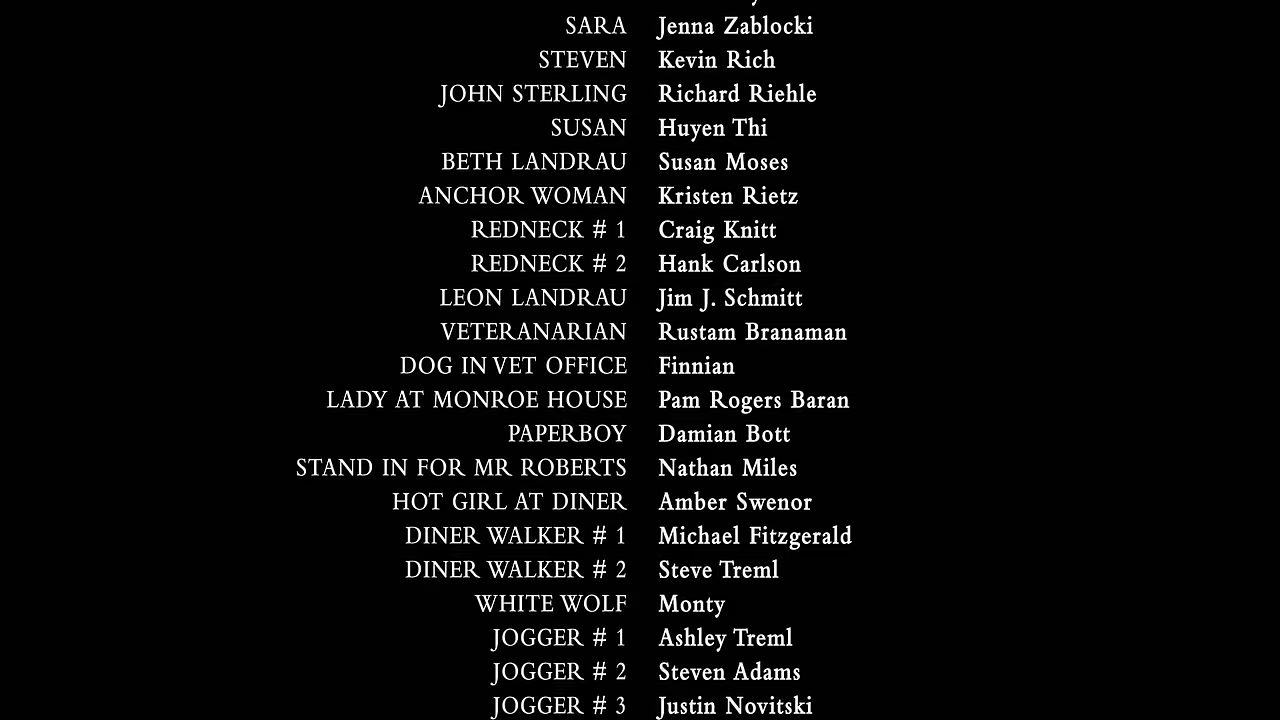 SARA Jenna Zablocki
STEVEN Kevin Rich
JOHN STERLING Richard Riehle
SUSAN Huyen Thi
BETH LANDRAU Susan Moses
ANCHOR WOMAN Kristen Rietz
REDNECK # 1 Craig Knitt
REDNECK # 2 Hank Carlson
LEON LANDRAU Jim J. Schmitt
VETERANARIAN Rustam Branaman
DOG IN VET OFFICE Finnian
LADY AT MONROE HOUSE Pam Rogers Baran
PAPERBOY Damian Bott
STAND IN FOR MR ROBERTS Nathan Miles
HOT GIRL AT DINER Amber Swenor
DINER WALKER # 1 Michael Fitzgerald
DINER WALKER # 2 Steve Treml
WHITE WOLF Monty
JOGGER # 1 Ashley Treml
JOGGER # 2 Steven Adams
JOGGER # 3 Justin Novitski